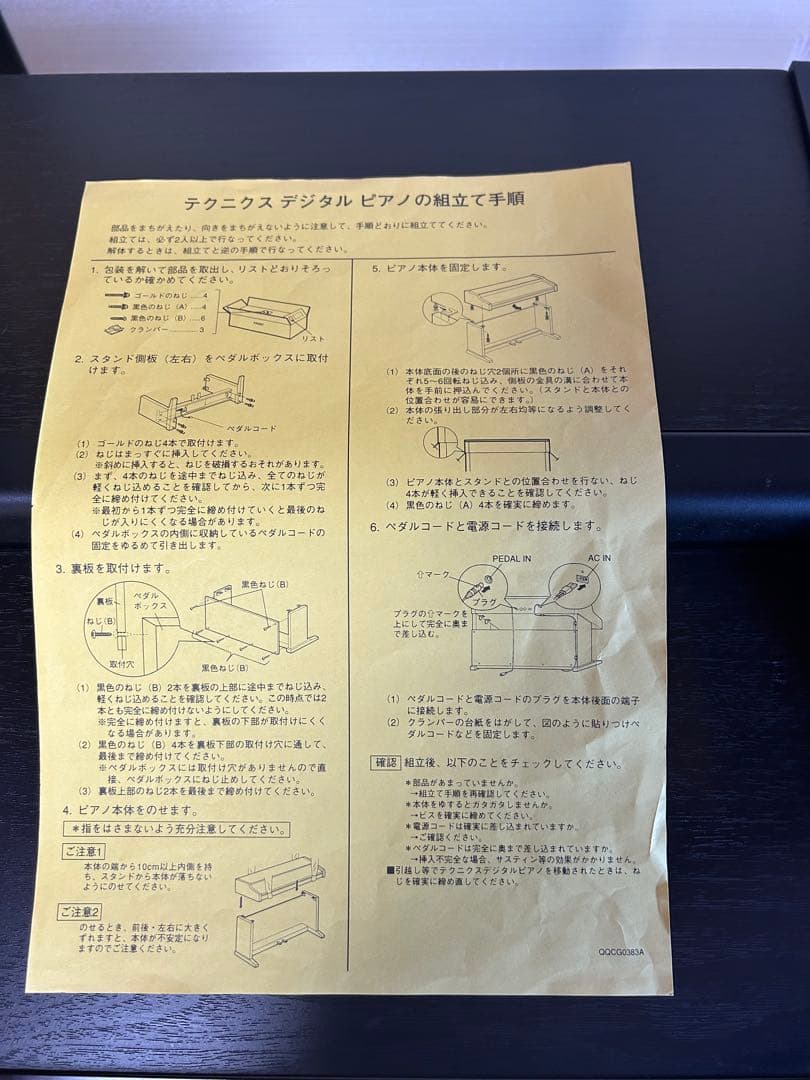 テクニクス デジタル ピアノの組立て手順
部品をまちがえたり、向きをまちがえないように注意して、手順どおりに組立ててください。
組立ては、必ず2人以上で行なってください。
解体するときは、組立てと逆の手順で行なってください。
1. 包装を解いて部品を取出し、リストどおりそろっ
ているか確かめてください。
ゴールドのねじ……4
黒色のねじ（A）……4
黒色のねじ（B）……6
クランパー…………3
リスト
2. スタンド側板（左右）をペダルボックスに取付
けます。
ペダルコード
(1) ゴールドのねじ4本で取付けます。
(2) ねじはまっすぐに挿入してください。
※斜めに挿入すると、ねじを破損するおそれがあります。
(3) まず、4本のねじを途中までねじ込み、全てのねじが
軽くねじ込めることを確認してから、次に1本ずつ完
全に締め付けてください。
※最初から1本ずつ完全に締め付けていくと最後のね
じが入りにくくなる場合があります。
(4) ペダルボックスの内側に収納しているペダルコードの
固定をゆるめて引き出します。
3. 裏板を取付けます。
黒色ねじ(B)
裏板
ペダル
ボックス
ねじ(B)
取付穴
黒色ねじ(B)
(1) 黒色のねじ（B）2本を裏板の上部に途中までねじ込み、
軽くねじ込めることを確認してください。この時点では2
本とも完全に締め付けないようにしてください。
※完全に締め付けますと、裏板の下部が取付けにくく
なる場合があります。
(2) 黒色のねじ（B）4本を裏板下部の取付け穴に通して、
最後まで締め付けてください。
※ペダルボックスには取付け穴がありませんので直
接、ペダルボックスにねじ止めしてください。
(3) 裏板上部のねじ2本を最後まで締め付けてください。
4. ピアノ本体をのせます。
＊指をはさまないよう充分注意してください。
ご注意1
本体の端から10cm以上内側を持
ち、スタンドから本体が落ちない
ようにのせてください。
ご注意2
のせるとき、前後・左右に大きく
ずれますと、本体が不安定になり
ますのでご注意ください。
5. ピアノ本体を固定します。
(1) 本体底面の後のねじ穴2個所に黒色のねじ（A）をそれ
ぞれ5〜6回転ねじ込み、側板の金具の溝に合わせて本
体を手前に押込んでください。（スタンドと本体との
位置合わせが容易にできます。）
(2) 本体の張り出し部分が左右均等になるよう調整してく
ださい。
(3) ピアノ本体とスタンドとの位置合わせを行ない、ねじ
4本が軽く挿入できることを確認してください。
(4) 黒色のねじ（A）4本を確実に締めます。
6. ペダルコードと電源コードを接続します。
PEDAL IN
AC IN
⇧マーク
プラグ
プラグの⇧マークを
上にして完全に奥ま
で差し込む。
(1) ペダルコードと電源コードのプラグを本体後面の端子
に接続します。
(2) クランパーの台紙をはがして、図のように貼りつけペ
ダルコードなどを固定します。
確認 組立後、以下のことをチェックしてください。
＊部品があまっていませんか。
→組立て手順を再確認してください。
＊本体をゆするとガタガタしませんか。
→ビスを確実に締めてください。
＊電源コードは確実に差し込まれていますか。
→ご確認ください。
＊ペダルコードは完全に奥まで差し込まれていますか。
→挿入不完全な場合、サスティン等の効果がかかりません。
■引越し等でテクニクスデジタルピアノを移動されたときは、ね
じを確実に締め直してください。
QQCG0383A